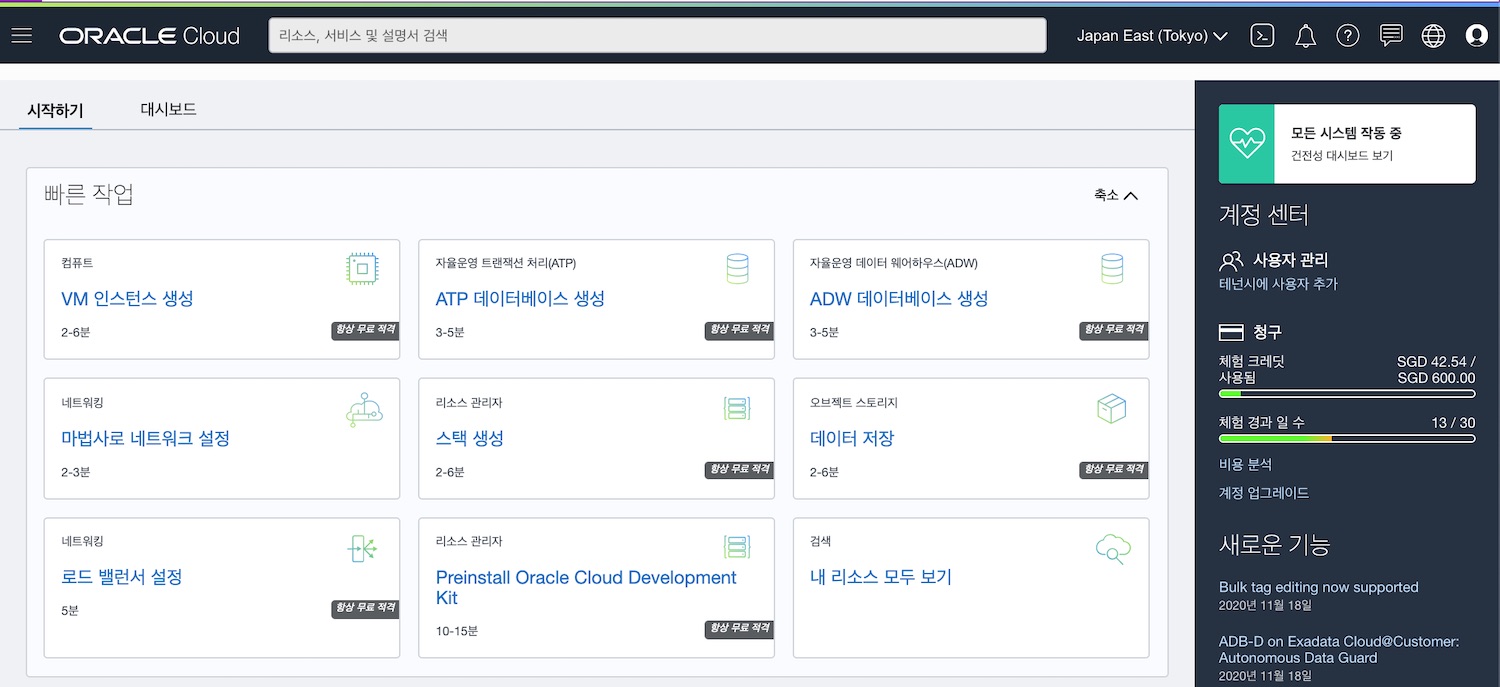 ORACLE Cloud
리소스, 서비스 및 설명서 검색
Japan East (Tokyo)
시작하기
대시보드
빠른 작업
축소
컴퓨트
VM 인스턴스 생성
2-6분
항상 무료 적격
자율운영 트랜잭션 처리(ATP)
ATP 데이터베이스 생성
3-5분
항상 무료 적격
자율운영 데이터 웨어하우스(ADW)
ADW 데이터베이스 생성
3-5분
항상 무료 적격
네트워킹
마법사로 네트워크 설정
2-3분
리소스 관리자
스택 생성
2-6분
항상 무료 적격
오브젝트 스토리지
데이터 저장
2-6분
항상 무료 적격
네트워킹
로드 밸런서 설정
5분
항상 무료 적격
리소스 관리자
Preinstall Oracle Cloud Development
Kit
10-15분
항상 무료 적격
검색
내 리소스 모두 보기
모든 시스템 작동 중
건전성 대시보드 보기
계정 센터
사용자 관리
테넌시에 사용자 추가
청구
체험 크레딧 SGD 42.54 /
사용됨 SGD 600.00
체험 경과 일 수 13 / 30
비용 분석
계정 업그레이드
새로운 기능
Bulk tag editing now supported
2020년 11월 18일
ADB-D on Exadata Cloud@Customer:
Autonomous Data Guard
2020년 11월 18일